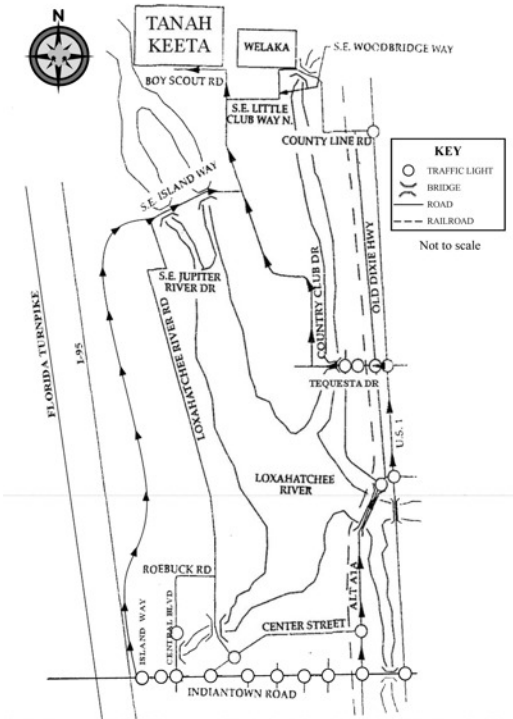 N
TANAH
KEETA
WELAKA
S.E. WOODBRIDGE WAY
BOY SCOUT RD
S.E. LITTLE
CLUB WAY N.
COUNTY LINE RD
KEY
TRAFFIC LIGHT
BRIDGE
ROAD
RAILROAD
Not to scale
S.E. ISLAND WAY
S.E. JUPITER
RIVER DR
COUNTRY CLUB DR
OLD DIXIE HWY
LOXAHATCHEE RIVER RD
FLORIDA TURNPIKE
I-95
TEQUESTA DR
U.S. 1
LOXAHATCHEE
RIVER
ROEBUCK RD
ISLAND WAY
CENTRAL BLVD
CENTER STREET
ALT A1A
INDIANTOWN ROAD